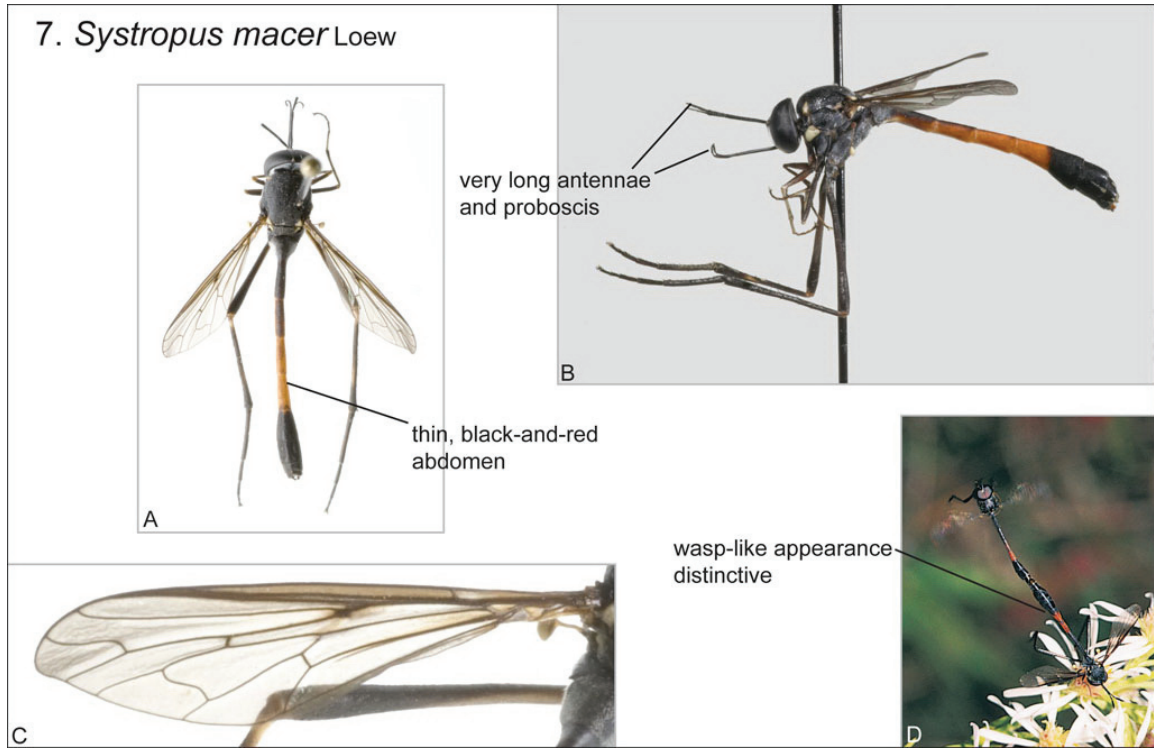 7. Systropus macer Loew
very long antennae
and proboscis
B
thin, black-and-red
abdomen
A
wasp-like appearance
distinctive
C
D